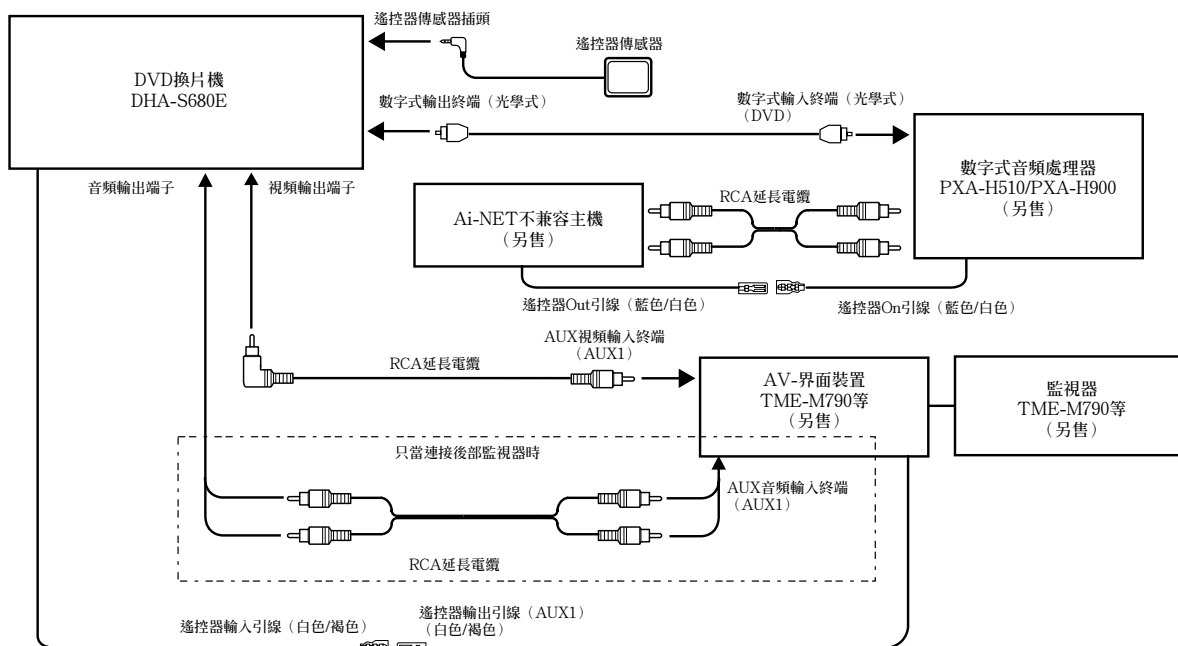 遙控器傳感器插頭
遙控器傳感器
DVD換片機
DHA-S680E
數字式輸出終端（光學式）
數字式輸入終端（光學式）
（DVD）
數字式音頻處理器
PXA-H510/PXA-H900
（另售）
音頻輸出端子
視頻輸出端子
RCA延長電纜
Ai-NET不兼容主機
（另售）
遙控器Out引線（藍色/白色）
遙控器On引線（藍色/白色）
AUX視頻輸入終端
（AUX1）
RCA延長電纜
AV-界面裝置
TME-M790等
（另售）
監視器
TME-M790等
（另售）
只當連接後部監視器時
AUX音頻輸入終端
（AUX1）
RCA延長電纜
遙控器輸入引線（白色/褐色）
遙控器輸出引線（AUX1）
（白色/褐色）